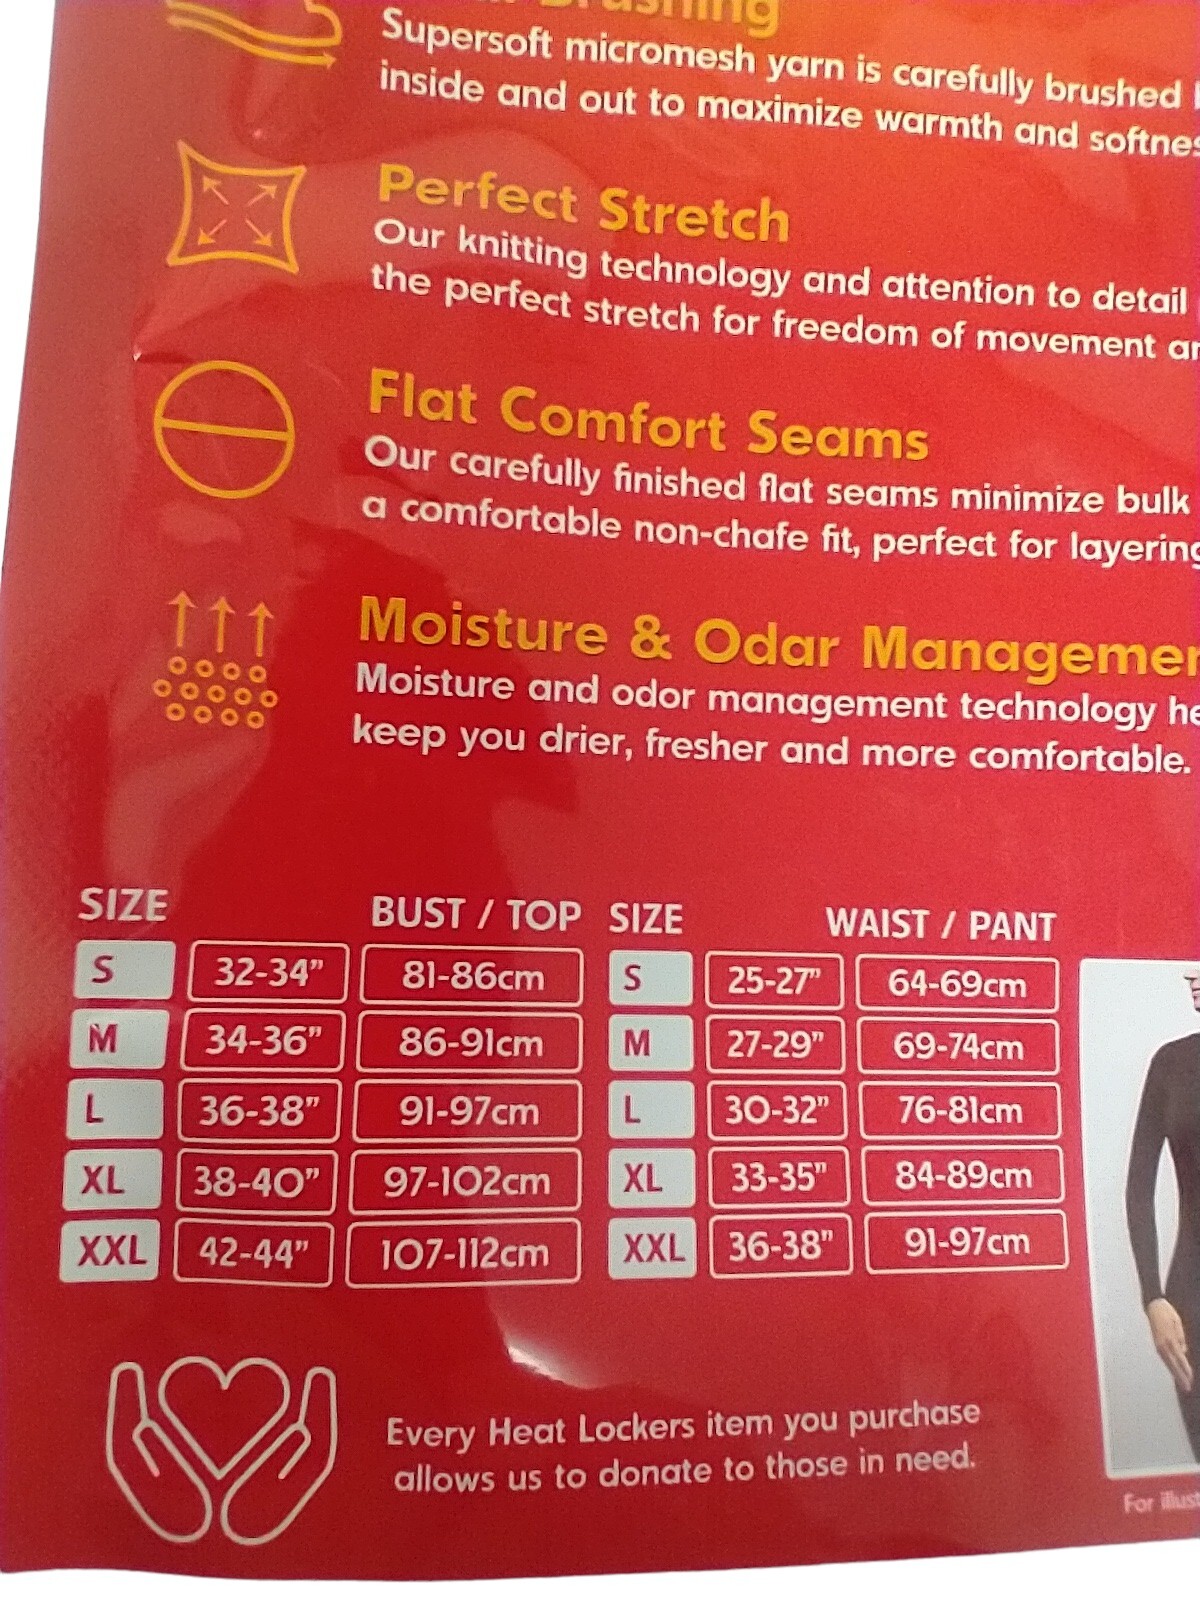 Brushing
Supersoft micromesh yarn is carefully brushed
inside and out to maximize warmth and
Perfect Stretch
Our knitting technology and attention to detail
the perfect stretch for freedom of movement
Flat Comfort Seams
Our carefully finished flat seams minimize bulk
a comfortable non-chafe fit, perfect for
Moisture & Odar
Moisture and odor management technology
keep you drier, fresher and more comfortable.
SIZE BUST / TOP SIZE WAIST / PANT
S 32-34" 81-86cm S 25-27" 64-69cm
M 34-36" 86-91cm M 27-29" 69-74cm
L 36-38" 91-97cm L 30-32" 76-81cm
XL 38-40" 97-102cm XL 33-35" 84-89cm
XXL 42-44" 107-112cm XXL 36-38" 91-97cm
Every Heat Lockers item you purchase
allows us to donate to those in need.
For